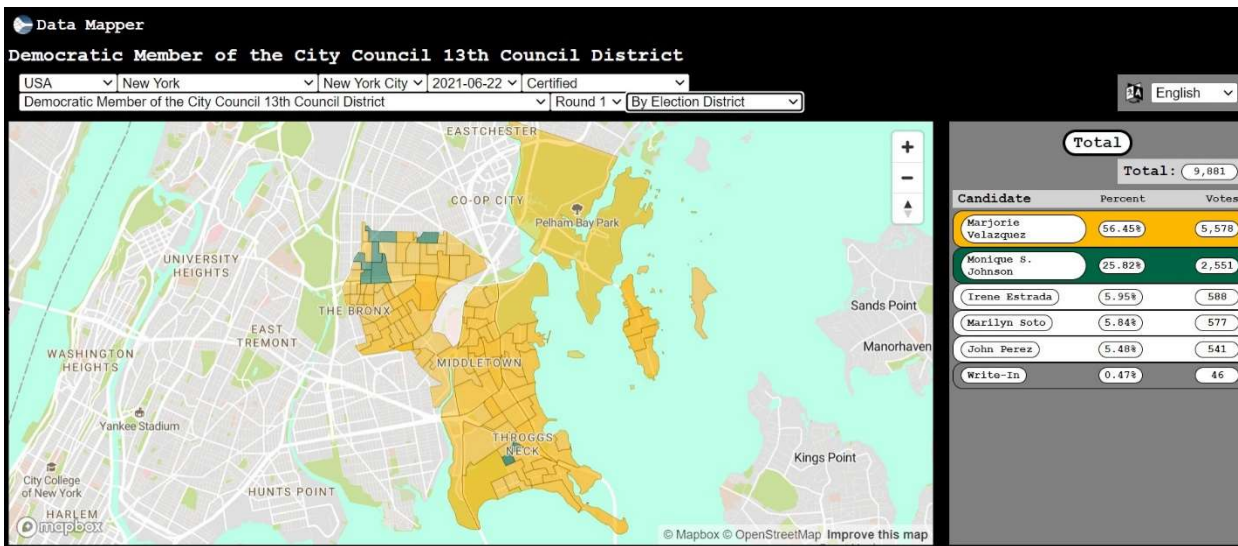 Data Mapper
Democratic Member of the City Council 13th Council District
USA New York New York City 2021-06-22 Certified
Democratic Member of the City Council 13th Council District Round 1 By Election District
English
EASTCHESTER
CO-OP CITY
Pelham Bay Park
UNIVERSITY
HEIGHTS
THE BRONX
EAST
TREMONT
WASHINGTON
HEIGHTS
MIDDLETOWN
Sands Point
Manorhaven
Yankee Stadium
THROGGS
NECK
Kings Point
City College
of New York
HUNTS POINT
HARLEM
mapbox
© Mapbox © OpenStreetMap Improve this map
Total
Total: 9,881
Candidate Percent Votes
Marjorie
Velazquez 56.45% 5,578
Monique S.
Johnson 25.82% 2,551
Irene Estrada 5.95% 588
Marilyn Soto 5.84% 577
John Perez 5.48% 541
Write-In 0.47% 46